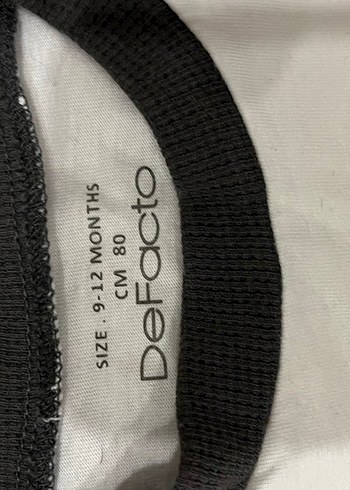 SIZE . 9-12 MONTHS
CM 80
DeFacto